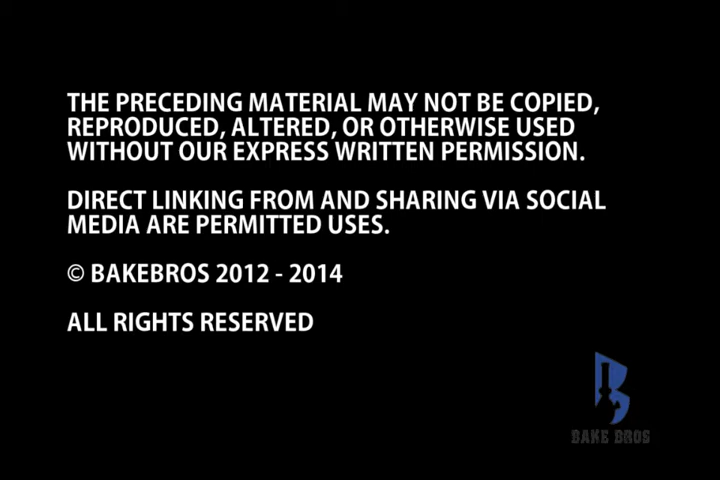 THE PRECEDING MATERIAL MAY NOT BE COPIED,
REPRODUCED, ALTERED, OR OTHERWISE USED
WITHOUT OUR EXPRESS WRITTEN PERMISSION.
DIRECT LINKING FROM AND SHARING VIA SOCIAL
MEDIA ARE PERMITTED USES.
© BAKEBROS 2012 - 2014
ALL RIGHTS RESERVED
BAKE BROS